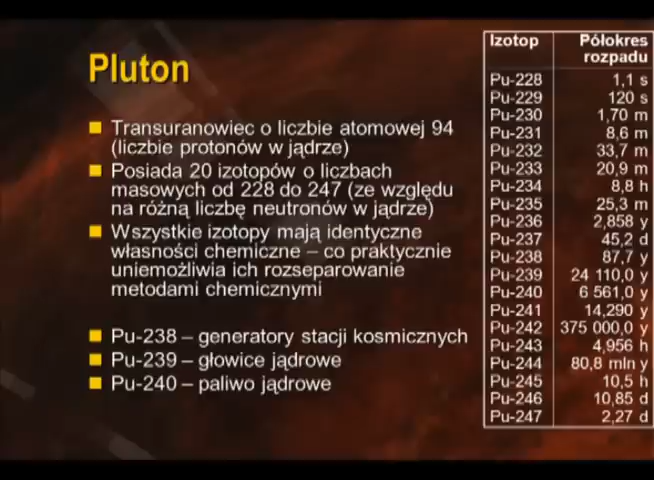 Pluton
Transuranowiec o liczbie atomowej 94
(liczbie protonów w jądrze)
Posiada 20 izotopów o liczbach
masowych od 228 do 247 (ze względu
na różną liczbę neutronów w jądrze)
Wszystkie izotopy mają identyczne
własności chemiczne – co praktycznie
uniemożliwia ich rozseparowanie
metodami chemicznymi
Pu-238 – generatory stacji kosmicznych
Pu-239 – głowice jądrowe
Pu-240 – paliwo jądrowe
Izotop Półokres
rozpadu
Pu-228 1,1 s
Pu-229 120 s
Pu-230 1,70 m
Pu-231 8,6 m
Pu-232 33,7 m
Pu-233 20,9 m
Pu-234 8,8 h
Pu-235 25,3 m
Pu-236 2,858 y
Pu-237 45,2 d
Pu-238 87,7 y
Pu-239 24 110,0 y
Pu-240 6 561,0 y
Pu-241 14,290 y
Pu-242 375 000,0 y
Pu-243 4,956 h
Pu-244 80,8 mln y
Pu-245 10,5 h
Pu-246 10,85 d
Pu-247 2,27 d